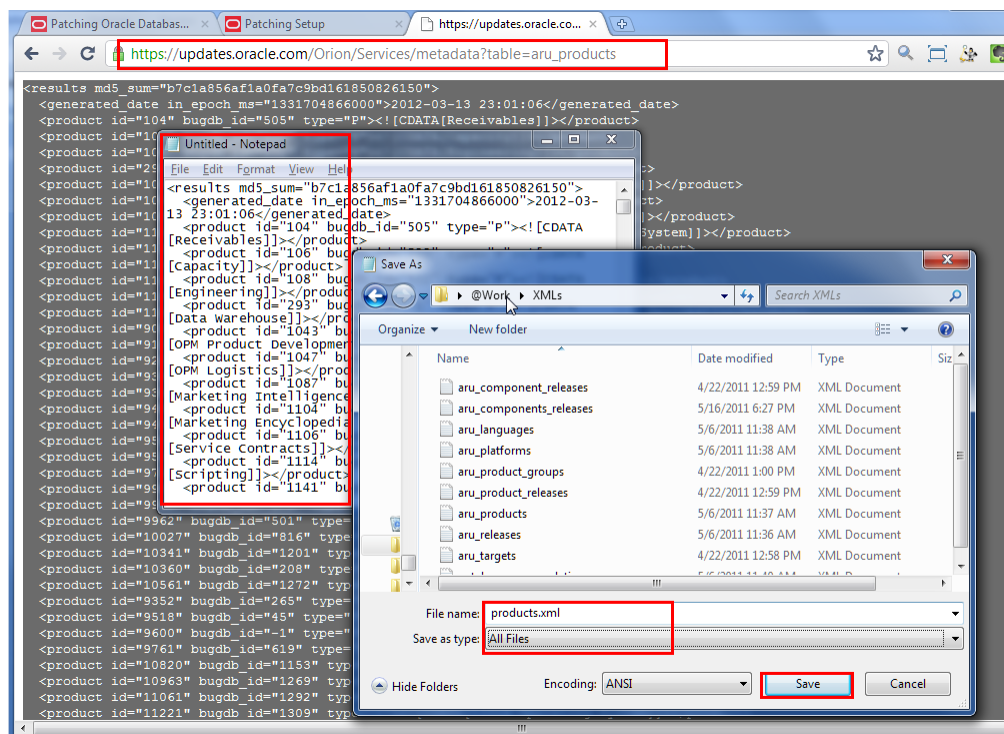 Patching Oracle Databas...
Patching Setup
https://updates.oracle.co...
https://updates.oracle.com/Orion/Services/metadata?table=aru_products
<results md5_sum="b7c1a856af1a0fa7c9bd161850826150">
<generated_date in_epoch_ms="1331704866000">2012-03-13 23:01:06</generated_date>
<product id="104" bugdb_id="505" type="P"><![CDATA[Receivables]]></product>
Untitled - Notepad
File Edit Format View Help
<results md5_sum="b7c1a856af1a0fa7c9bd161850826150">
<generated_date in_epoch_ms="1331704866000">2012-03-
13 23:01:06</generated_date>
<product id="104" bugdb_id="505" type="P"><![CDATA
[Receivables]]></product>
<product id="106"
[Capacity]]></product>
<product id="108"
[Engineering]]></product>
<product id="293"
[Data Warehouse]]></
<product id="1043"
[OPM Product
<product id="1047"
[OPM Logistics]]></
<product id="1087"
[Marketing Intelligence
<product id="1104"
[Marketing Encyclopedia
<product id="1106"
[Service Contracts]]></
<product id="1114"
[Scripting]]></product>
<product id="1141"
Save As
@Work XMLs
Search XMLs
Organize New folder
Name Date modified Type
aru_component_releases 4/22/2011 12:59 PM XML Document
aru_components_releases 5/16/2011 6:27 PM XML Document
aru_languages 5/6/2011 11:38 AM XML Document
aru_platforms 5/6/2011 11:38 AM XML Document
aru_product_groups 4/22/2011 1:00 PM XML Document
aru_product_releases 4/22/2011 12:59 PM XML Document
aru_products 5/6/2011 11:37 AM XML Document
aru_releases 5/6/2011 11:36 AM XML Document
aru_targets 4/22/2011 12:58 PM XML Document
File name: products.xml
Save as type: All Files
Hide Folders Encoding: ANSI Save Cancel
<product id="9962" bugdb_id="501" type=
<product id="10027" bugdb_id="816" type
<product id="10341" bugdb_id="1201" typ
<product id="10360" bugdb_id="208" type
<product id="10561" bugdb_id="1272" typ
<product id="9352" bugdb_id="265" type=
<product id="9518" bugdb_id="45" type="
<product id="9600" bugdb_id="-1" type="
<product id="9761" bugdb_id="619" type=
<product id="10820" bugdb_id="1153" typ
<product id="10963" bugdb_id="1269" typ
<product id="11061" bugdb_id="1292" typ
<product id="11221" bugdb_id="1309" typ